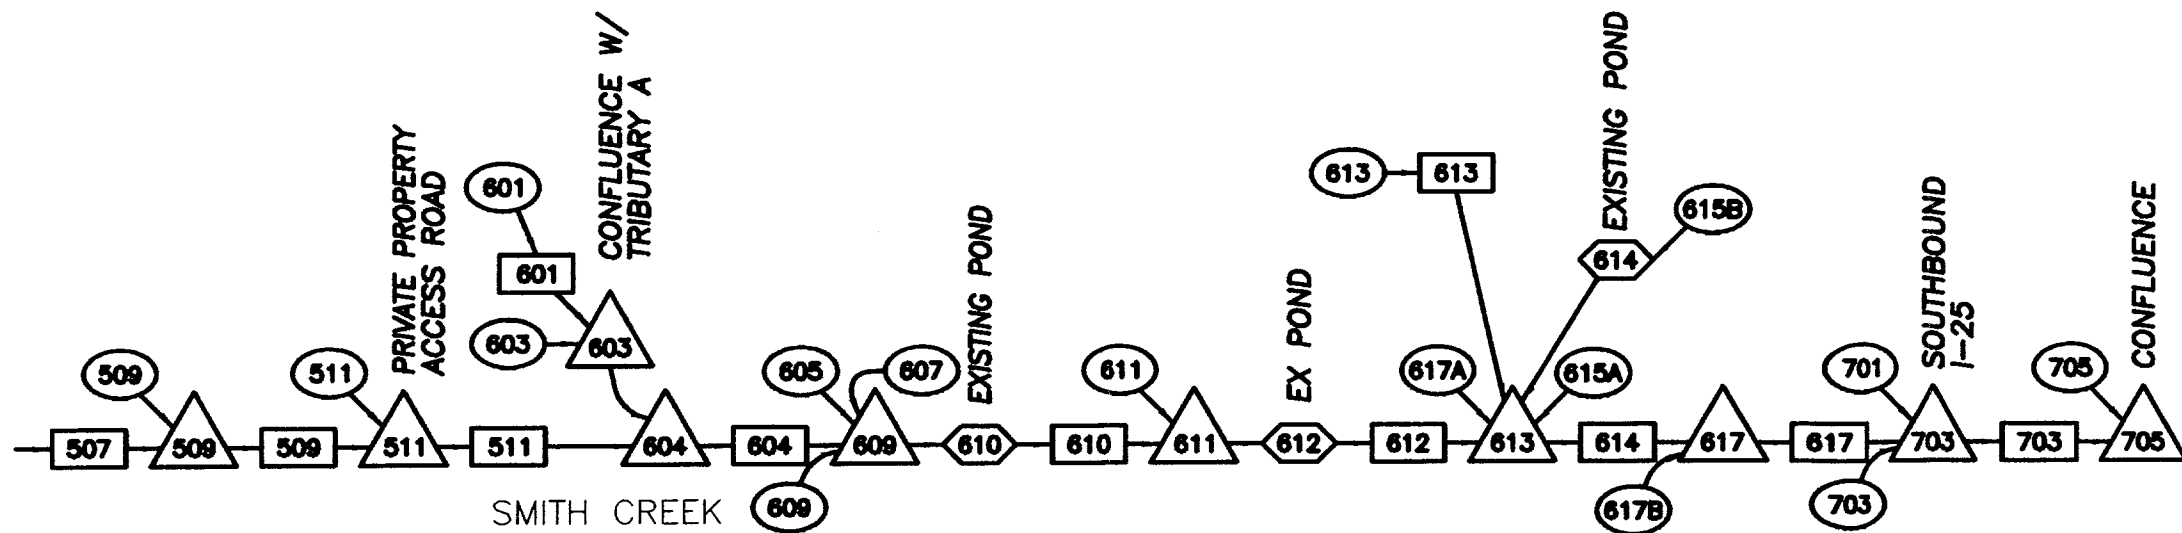 CONFLUENCE W/
TRIBUTARY A
EXISTING POND
PRIVATE PROPERTY
ACCESS ROAD
601
613
613
EXISTING POND
615B
SOUTHBOUND
I-25
CONFLUENCE
601
614
EX POND
603
603
509
511
605
607
611
617A
615A
701
705
507
509
509
511
511
604
604
609
610
610
611
612
612
613
614
617
617
703
703
705
SMITH CREEK
609
617B
703